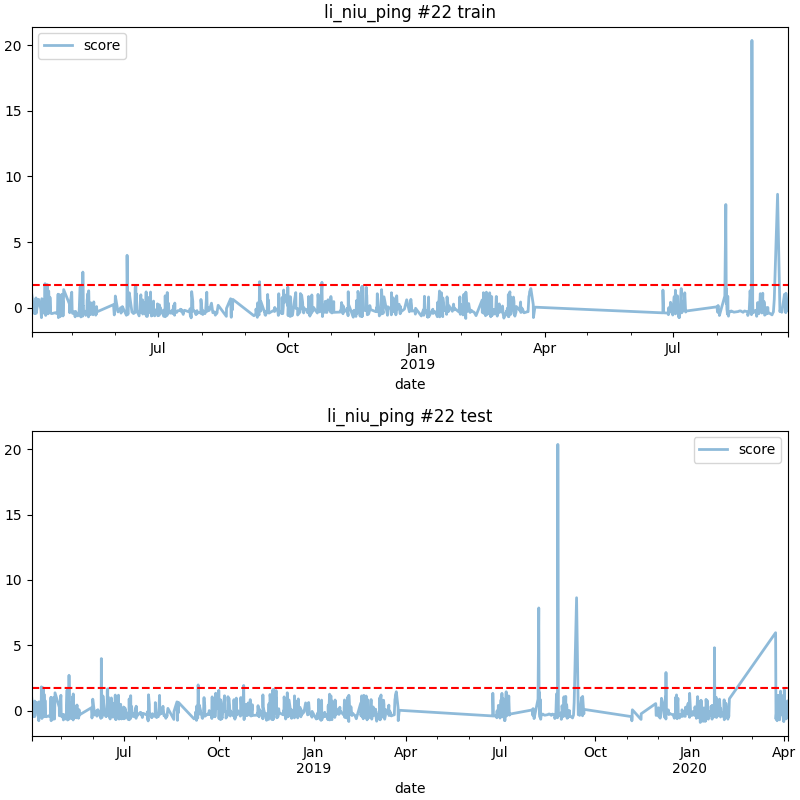 li_niu_ping #22 train
score
20
15
10
5
0
Jul Oct Jan Apr Jul
2019
date
li_niu_ping #22 test
score
20
15
10
5
0
Jul Oct Jan Apr Jul Oct Jan Apr
2019 2020
date